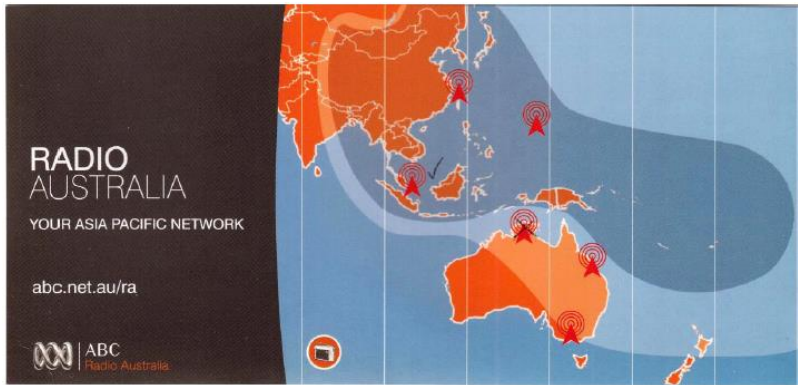 RADIO
AUSTRALIA
YOUR ASIA PACIFIC NETWORK
abc.net.au/ra
ABC
Radio Australia